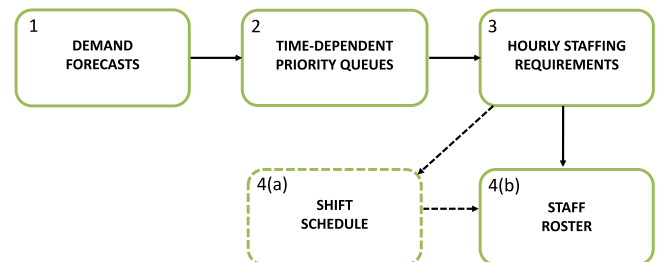 1
DEMAND
FORECASTS
2
TIME-DEPENDENT
PRIORITY QUEUES
3
HOURLY STAFFING
REQUIREMENTS
4(a)
SHIFT
SCHEDULE
4(b)
STAFF
ROSTER